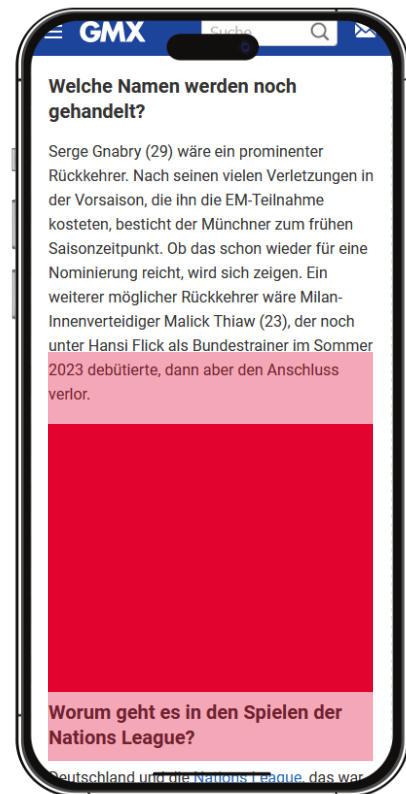 GMX
Suche
Welche Namen werden noch
gehandelt?
Serge Gnabry (29) wäre ein prominenter
Rückkehrer. Nach seinen vielen Verletzungen in
der Vorsaison, die ihn die EM-Teilnahme
kosteten, besticht der Münchner zum frühen
Saisonzeitpunkt. Ob das schon wieder für eine
Nominierung reicht, wird sich zeigen. Ein
weiterer möglicher Rückkehrer wäre Milan-
Innenverteidiger Malick Thiaw (23), der noch
unter Hansi Flick als Bundestrainer im Sommer
2023 debütierte, dann aber den Anschluss
verlor.
Worum geht es in den Spielen der
Nations League?
Deutschland und die Nations League, das war